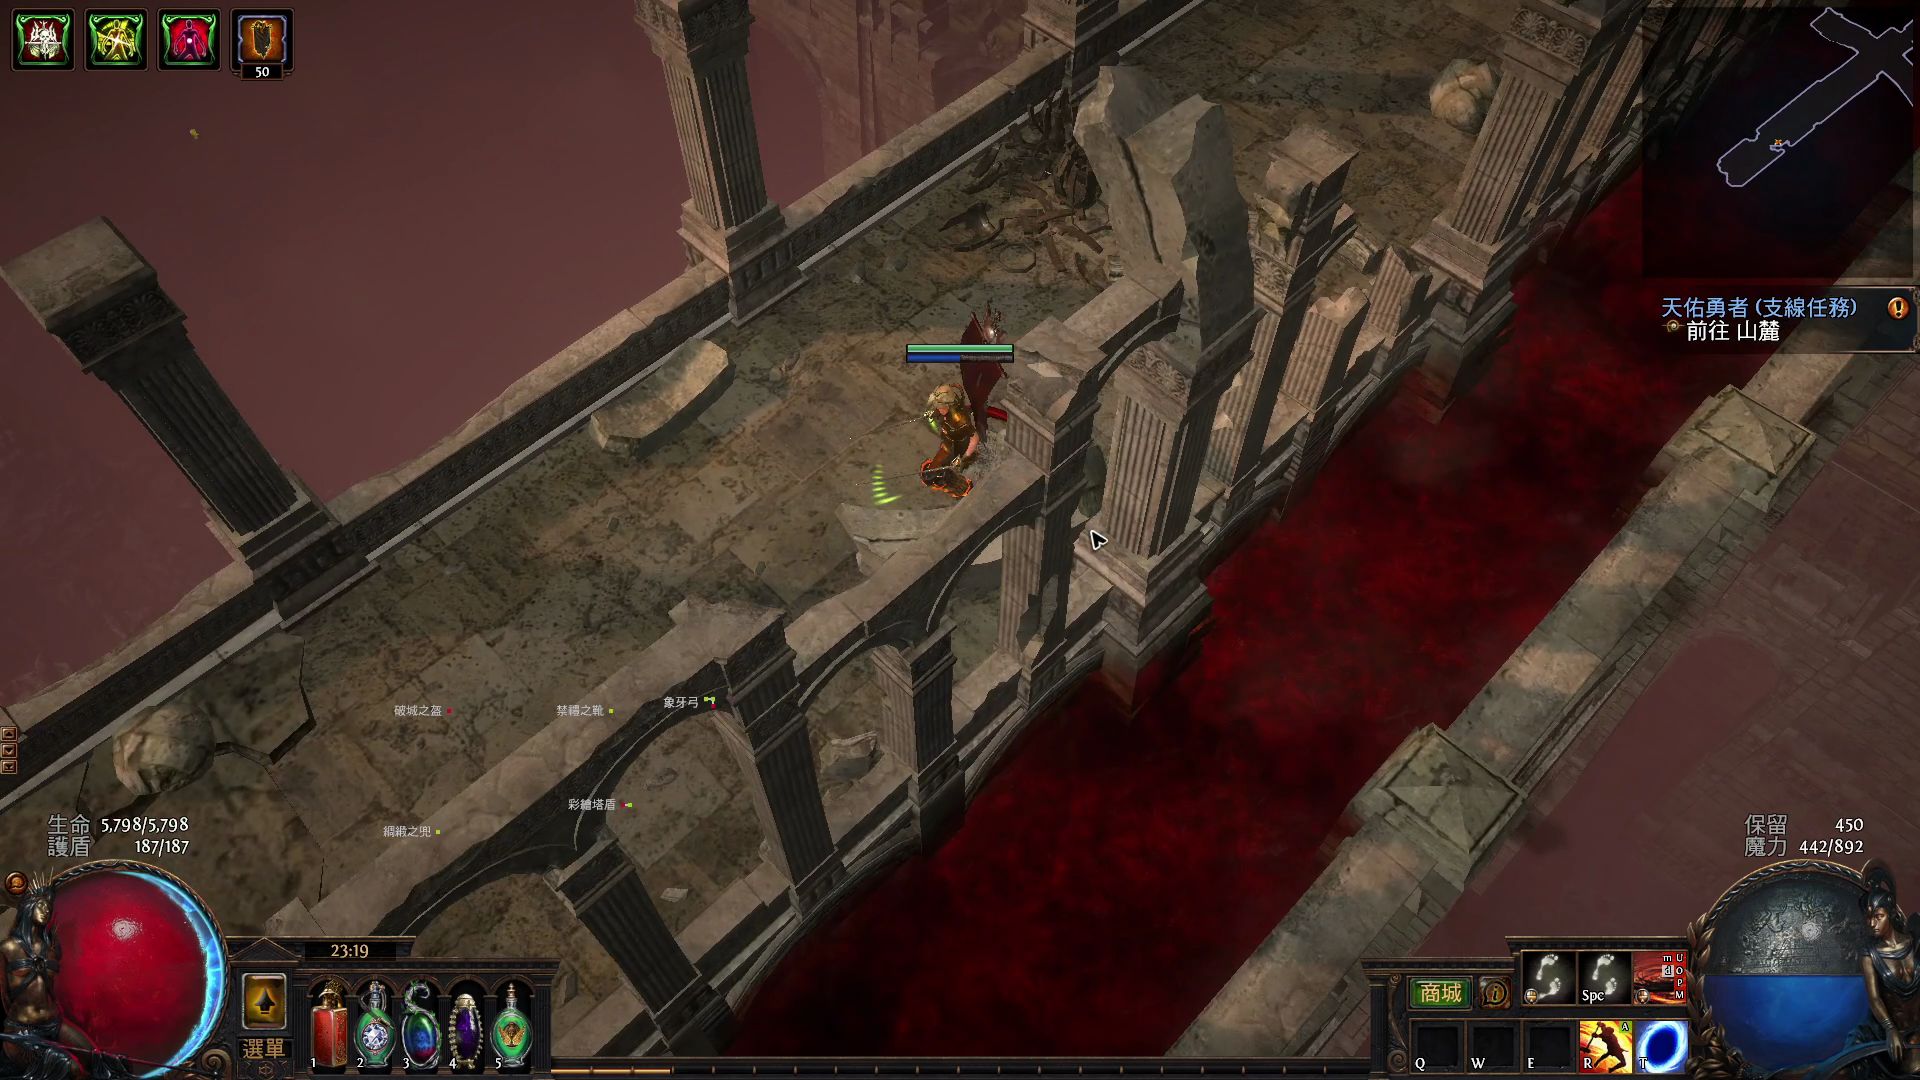 50
天佑勇者 (支線任務)
前往 山麓
象牙弓
破城之盔
禁禮之靴
彩繪塔盾
綢緞之兜
生命 5,798/5,798
護盾 187/187
保留 450
魔力 442/892
23:19
選單
1 2 3 4 5
商城
Spc
m U
d O
P
M
Q W E R T
A